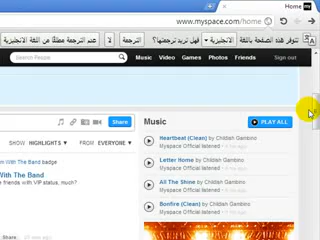 Home
www.myspace.com/home
تتوفر هذه الصفحة باللغة الانجليزية هل تريد ترجمتها؟ الترجمة لا عدم الترجمة مطلقًا من اللغة الانجليزية
Search People Music Video Games Photos Friends Sign out
Share
Music PLAY ALL
SHOW HIGHLIGHTS FROM EVERYONE
Heartbeat (Clean) by Childish Gambino
Myspace Official listened
With The Band badge
Letter Home by Childish Gambino
e friends with VIP status, much?
Myspace Official listened
All The Shine by Childish Gambino
Myspace Official listened
With The Band
Bonfire (Clean) by Childish Gambino
Myspace Official listened
Share